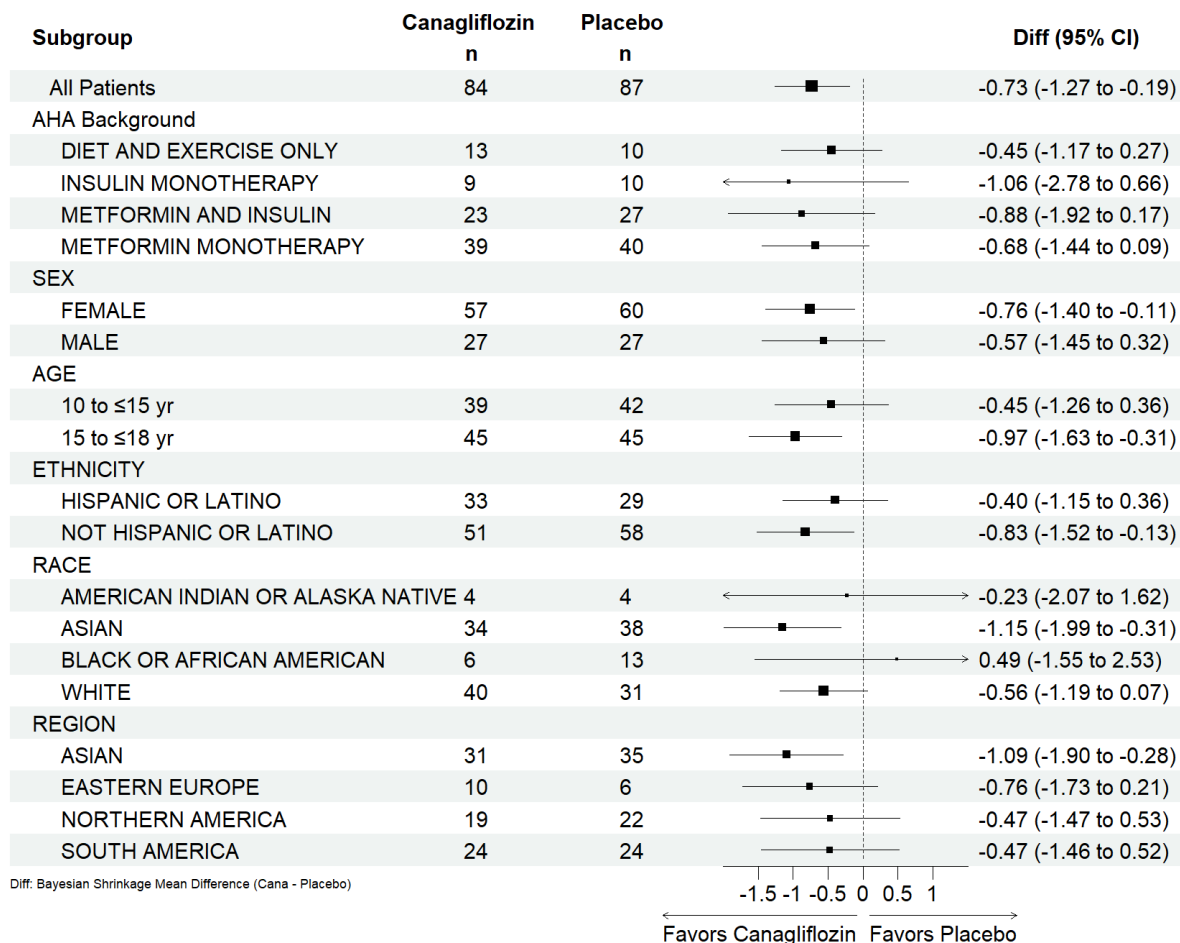 Subgroup Canagliflozin n Placebo n Diff (95% CI)
All Patients 84 87 -0.73 (-1.27 to -0.19)
AHA Background
DIET AND EXERCISE ONLY 13 10 -0.45 (-1.17 to 0.27)
INSULIN MONOTHERAPY 9 10 -1.06 (-2.78 to 0.66)
METFORMIN AND INSULIN 23 27 -0.88 (-1.92 to 0.17)
METFORMIN MONOTHERAPY 39 40 -0.68 (-1.44 to 0.09)
SEX
FEMALE 57 60 -0.76 (-1.40 to -0.11)
MALE 27 27 -0.57 (-1.45 to 0.32)
AGE
10 to ≤15 yr 39 42 -0.45 (-1.26 to 0.36)
15 to ≤18 yr 45 45 -0.97 (-1.63 to -0.31)
ETHNICITY
HISPANIC OR LATINO 33 29 -0.40 (-1.15 to 0.36)
NOT HISPANIC OR LATINO 51 58 -0.83 (-1.52 to -0.13)
RACE
AMERICAN INDIAN OR ALASKA NATIVE 4 4 -0.23 (-2.07 to 1.62)
ASIAN 34 38 -1.15 (-1.99 to -0.31)
BLACK OR AFRICAN AMERICAN 6 13 0.49 (-1.55 to 2.53)
WHITE 40 31 -0.56 (-1.19 to 0.07)
REGION
ASIAN 31 35 -1.09 (-1.90 to -0.28)
EASTERN EUROPE 10 6 -0.76 (-1.73 to 0.21)
NORTHERN AMERICA 19 22 -0.47 (-1.47 to 0.53)
SOUTH AMERICA 24 24 -0.47 (-1.46 to 0.52)
Diff: Bayesian Shrinkage Mean Difference (Cana - Placebo)
-1.5 -1 -0.5 0 0.5 1
Favors Canagliflozin Favors Placebo